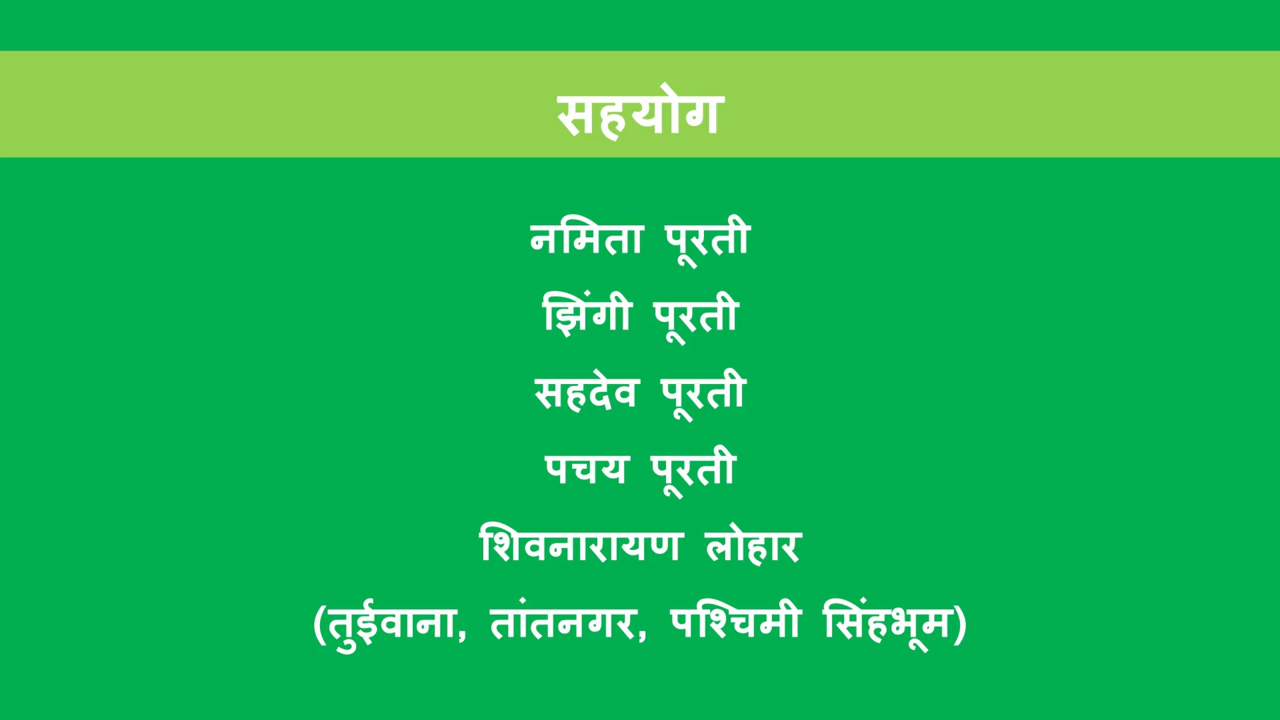 सहयोग
नमिता पूरती
झिंगी पूरती
सहदेव पूरती
पचय पूरती
शिवनारायण लोहार
(तुईवाना, तांतनगर, पश्चिमी सिंहभूम)